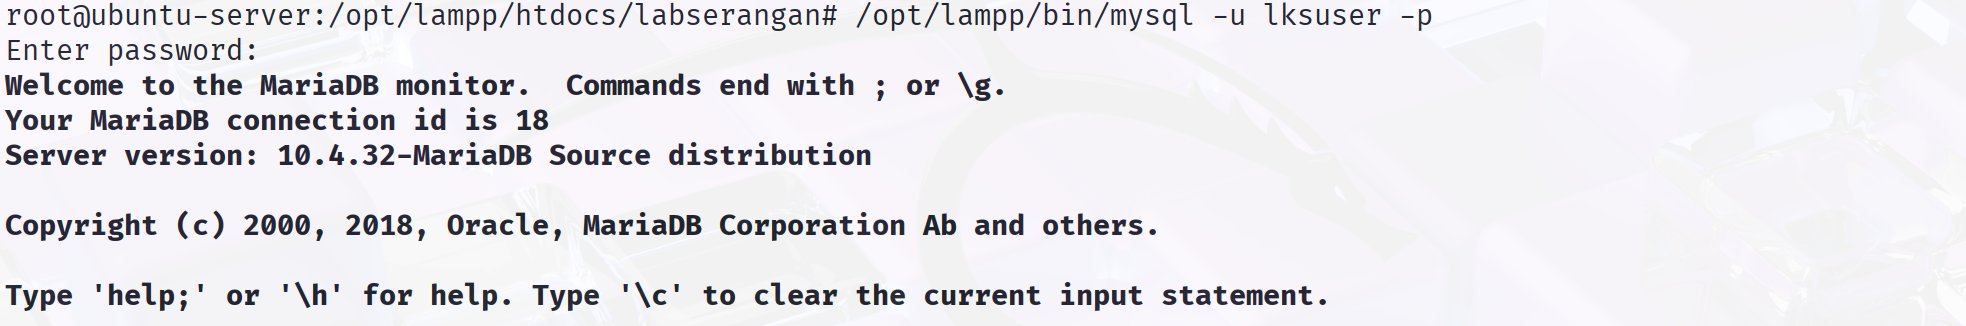 root@ubuntu-server:/opt/lampp/htdocs/labserangan# /opt/lampp/bin/mysql -u lksuser -p
Enter password:
Welcome to the MariaDB monitor.  Commands end with ; or \g.
Your MariaDB connection id is 18
Server version: 10.4.32-MariaDB Source distribution

Copyright (c) 2000, 2018, Oracle, MariaDB Corporation Ab and others.

Type 'help;' or '\h' for help. Type '\c' to clear the current input statement.